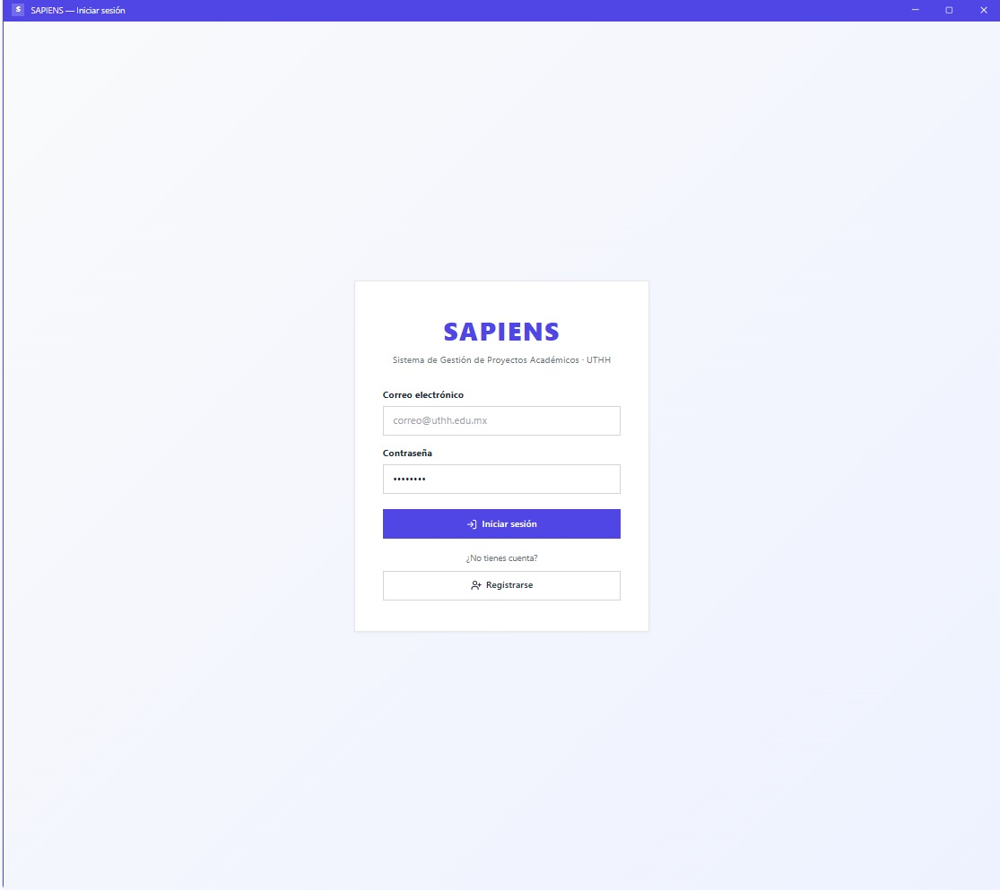 S SAPIENS — Iniciar sesión
SAPIENS
Sistema de Gestión de Proyectos Académicos · UTHH
Correo electrónico
correo@uthh.edu.mx
Contraseña
••••••••
Iniciar sesión
¿No tienes cuenta?
Registrarse